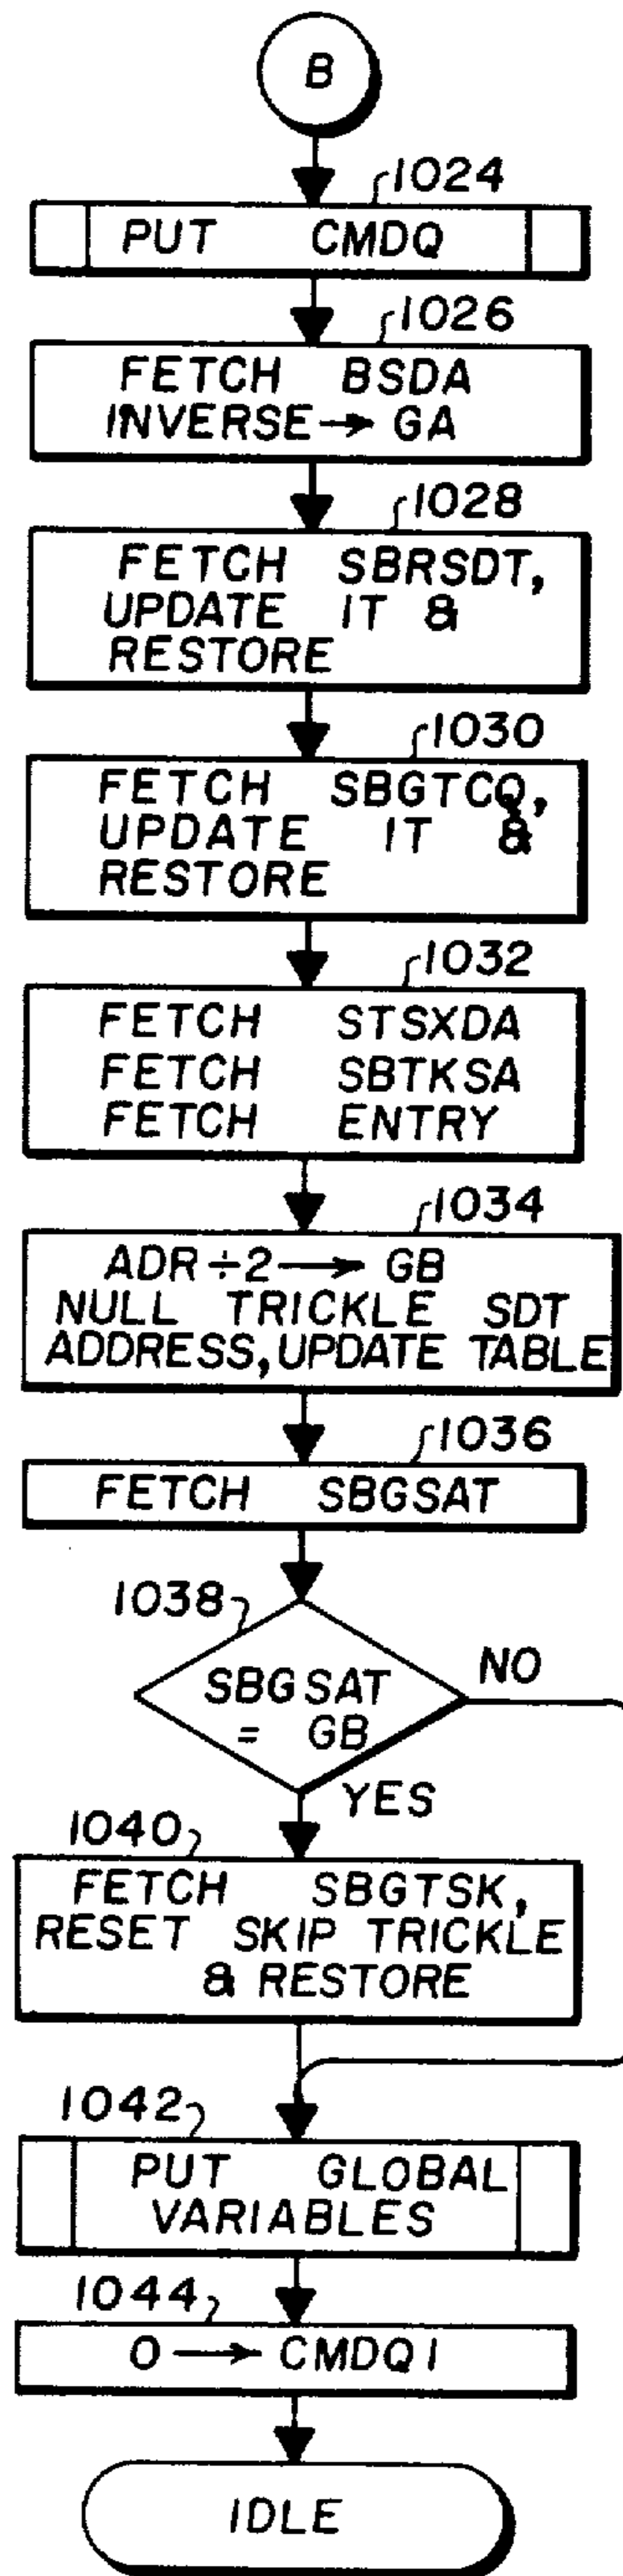 B
1024
PUT CMDQ
1026
FETCH BSDA
INVERSE → GA
1028
FETCH SBRSDT,
UPDATE IT &
RESTORE
1030
FETCH SBGTCQ,
UPDATE IT &
RESTORE
1032
FETCH STSXDA
FETCH SBTKSA
FETCH ENTRY
1034
ADR÷2 → GB
NULL TRICKLE SDT
ADDRESS, UPDATE TABLE
1036
FETCH SBGSAT
1038
SBGSAT
= GB
NO
YES
1040
FETCH SBGTSK,
RESET SKIP TRICKLE
& RESTORE
1042
PUT GLOBAL
VARIABLES
1044
0 → CMDQ1
IDLE